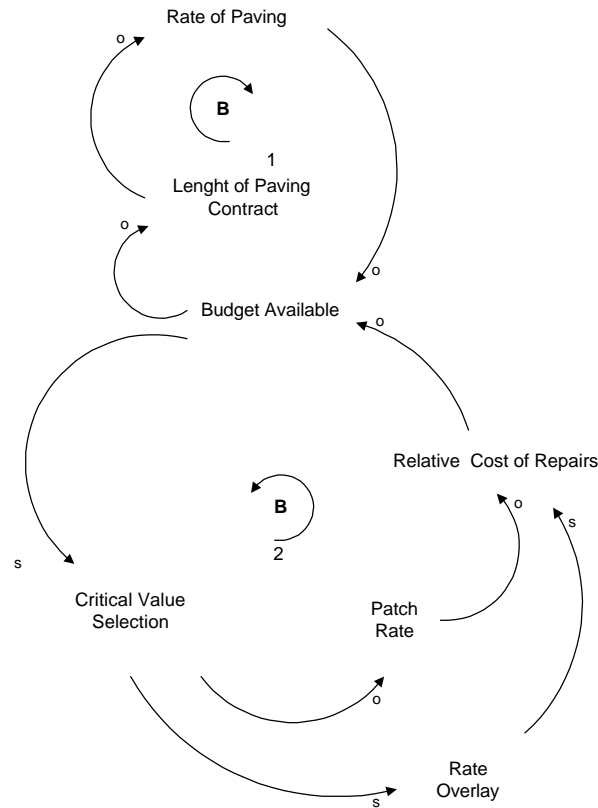 Rate of Paving
o
B
1
Lenght of Paving
Contract
o
o
Budget Available
o
Relative Cost of Repairs
B
o
s
2
s
Critical Value
Selection
Patch
Rate
o
Rate
Overlay
s